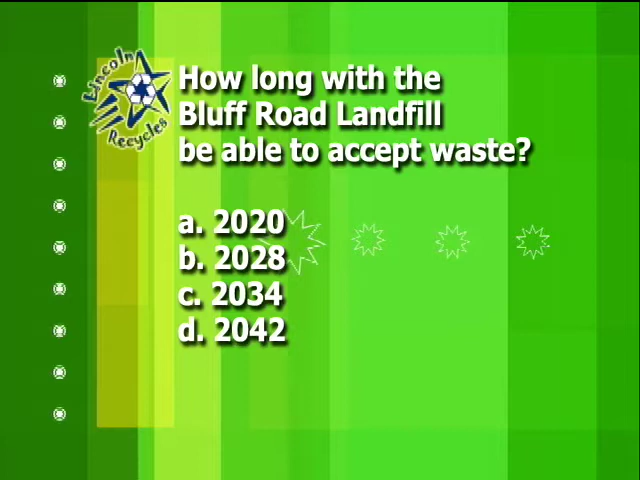 Lincoln
Recycles
How long with the
Bluff Road Landfill
be able to accept waste?
a. 2020
b. 2028
c. 2034
d. 2042